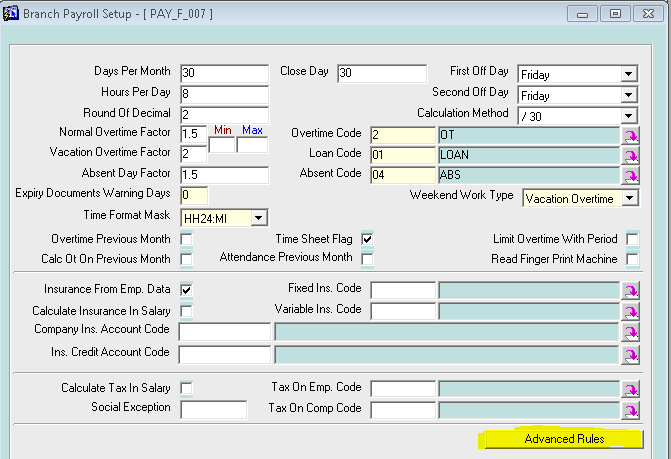 Branch Payroll Setup - [ PAY_F_007 ]
Days Per Month 30 Close Day 30 First Off Day Friday
Hours Per Day 8 Second Off Day Friday
Round Of Decimal 2 Calculation Method / 30
Normal Overtime Factor 1.5 Min Max Overtime Code 2 OT
Vacation Overtime Factor 2 Loan Code 01 LOAN
Absent Day Factor 1.5 Absent Code 04 ABS
Expiry Documents Warning Days 0 Weekend Work Type Vacation Overtime
Time Format Mask HH24:MI
Overtime Previous Month Time Sheet Flag Limit Overtime With Period
Calc Ot On Previous Month Attendance Previous Month Read Finger Print Machine
Insurance From Emp. Data Fixed Ins. Code
Calculate Insurance In Salary Variable Ins. Code
Company Ins. Account Code
Ins. Credit Account Code
Calculate Tax In Salary Tax On Emp. Code
Social Exception Tax On Comp Code
Advanced Rules